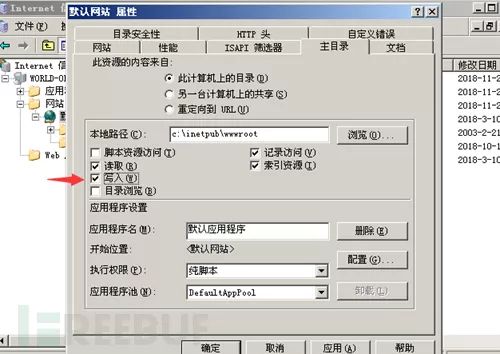 Internet 信
默认网站 属性
文件(F)
目录安全性 HTTP 头 自定义错误
网站 性能 ISAPI 筛选器 主目录 文档
此资源的内容来自:
此计算机上的目录(D)
另一台计算机上的共享(S)
重定向到 URL(U)
本地路径(C): c:\inetpub\wwwroot 浏览(O)...
脚本资源访问(T) 记录访问(V)
读取(R) 索引资源(I)
写入(W)
目录浏览(B)
应用程序设置
应用程序名(M): 默认应用程序 删除(E)
开始位置: <默认网站>
配置(G)...
执行权限(P): 纯脚本
应用程序池(N): DefaultAppPool 卸载(L)
确定 取消 应用(A) 帮助
Internet 信
WORLD-O
应用
网站
默
Web
修改日期
2018-11-2
2018-11-2
2018-3-10
2003-2-21
2018-10-1
2018-3-10
2018-10-1
REEBUF